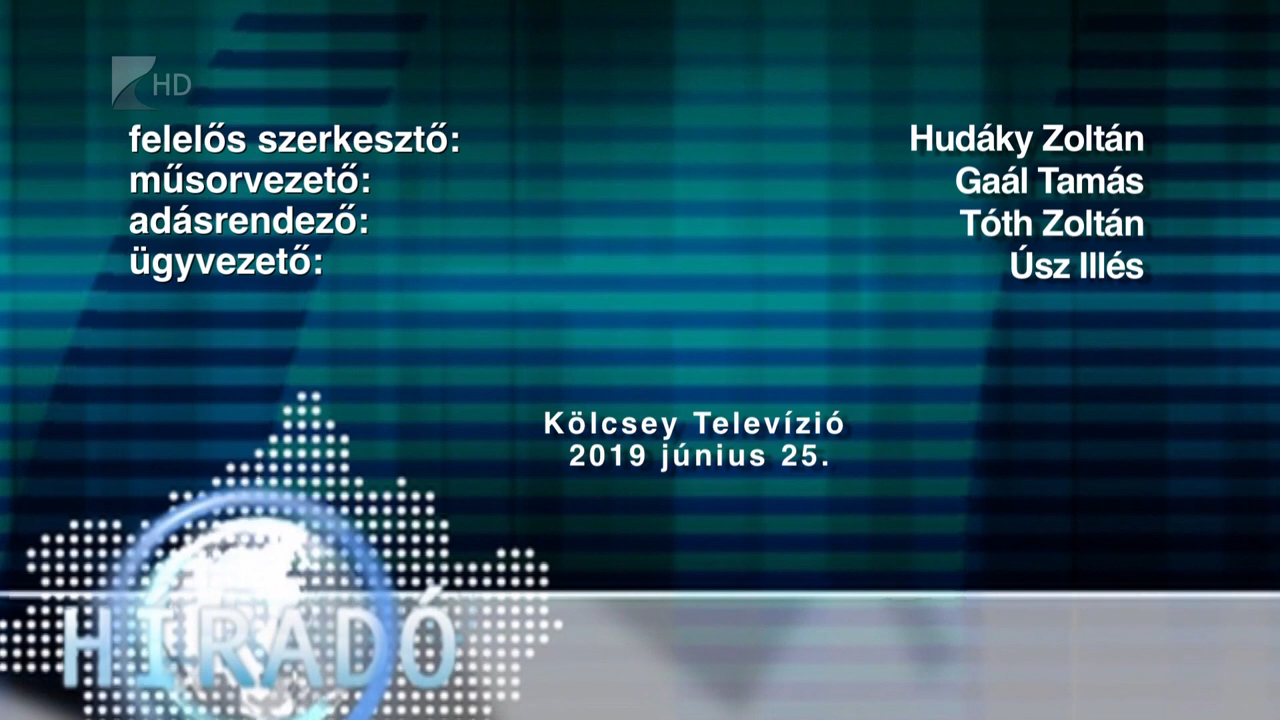 HD
felelős szerkesztő: Hudáky Zoltán
műsorvezető: Gaál Tamás
adásrendező: Tóth Zoltán
ügyvezető: Úsz Illés
Kölcsey Televízió
2019 június 25.
HÍRADÓ